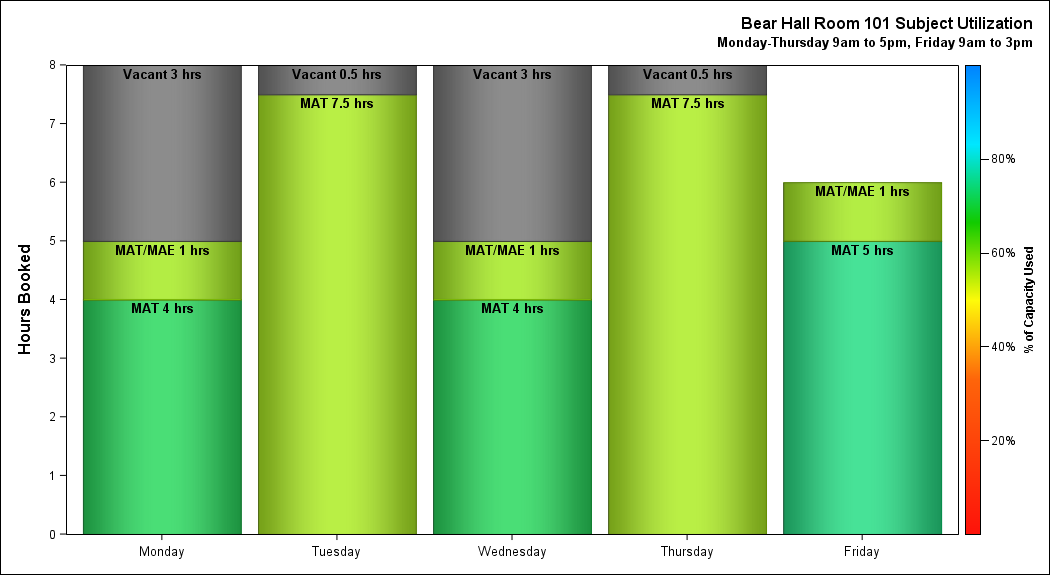 Bear Hall Room 101 Subject Utilization
Monday-Thursday 9am to 5pm, Friday 9am to 3pm
Hours Booked
8
7
6
5
4
3
2
1
0
Vacant 3 hrs
MAT/MAE 1 hrs
MAT 4 hrs
Vacant 0.5 hrs
MAT 7.5 hrs
Vacant 3 hrs
MAT/MAE 1 hrs
MAT 4 hrs
Vacant 0.5 hrs
MAT 7.5 hrs
MAT/MAE 1 hrs
MAT 5 hrs
Monday
Tuesday
Wednesday
Thursday
Friday
80%
60%
40%
20%
% of Capacity Used